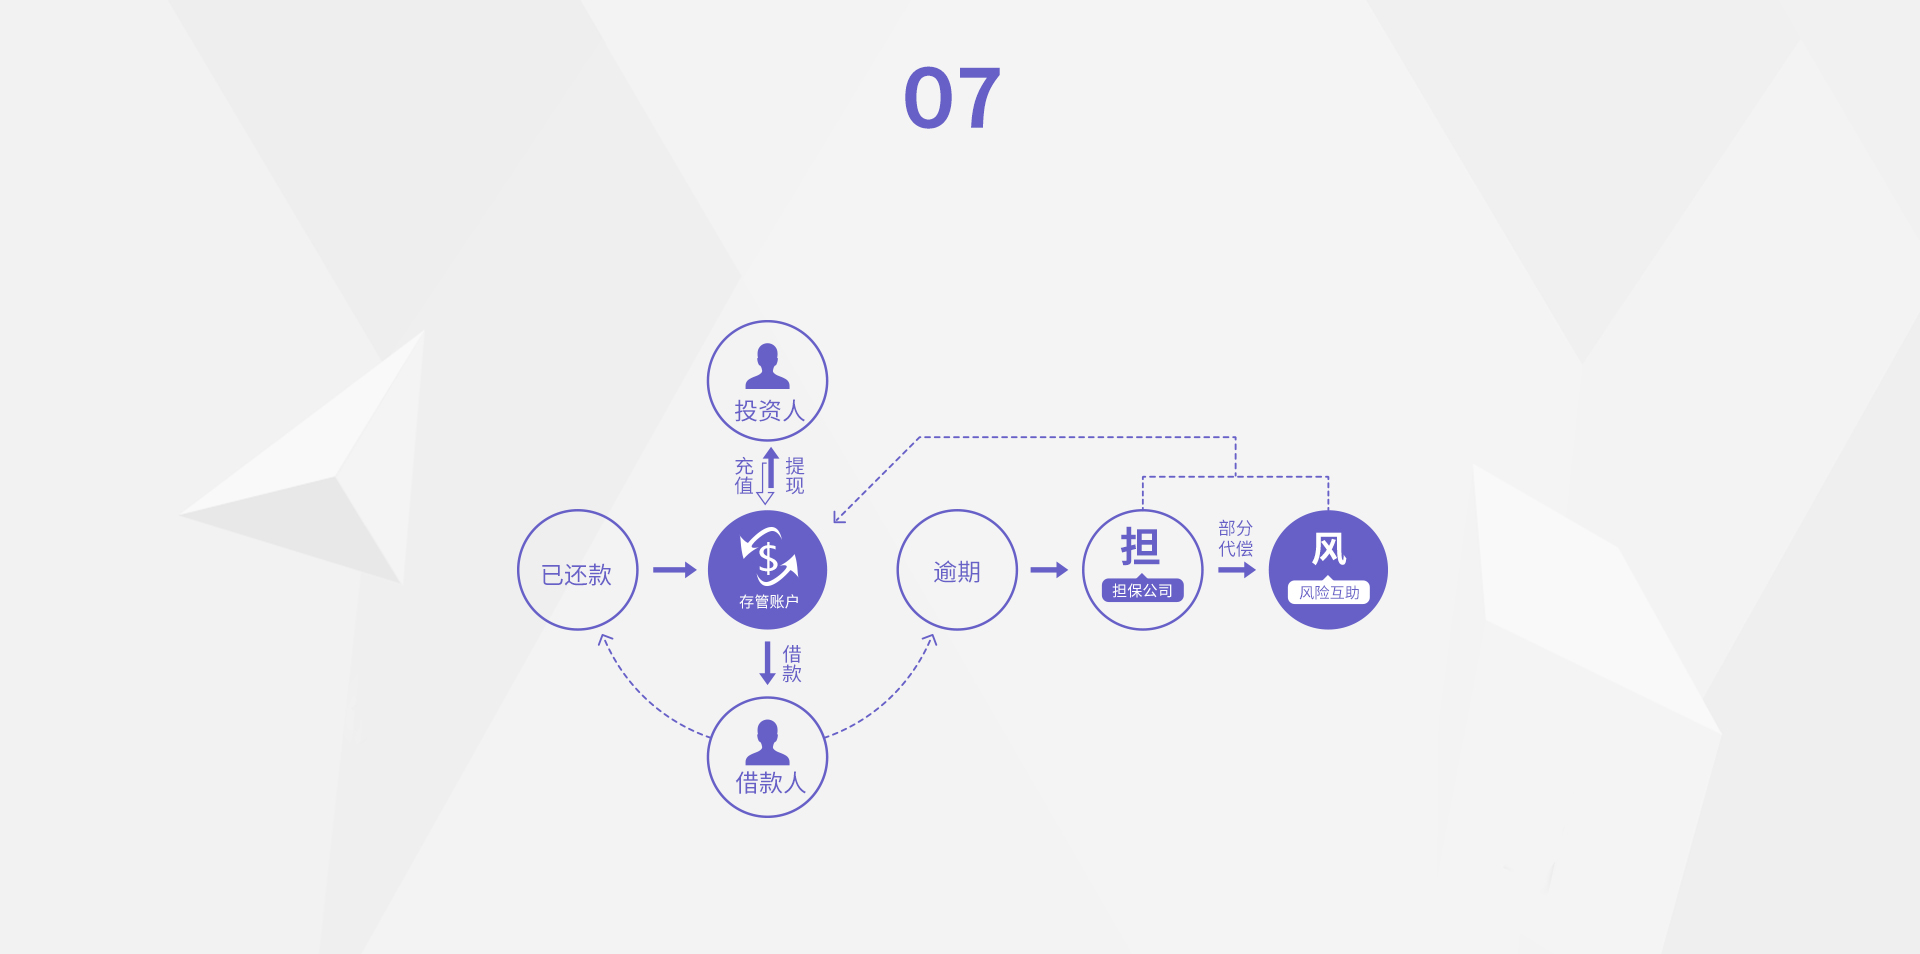 07
投资人
充值
提现
已还款
$
存管账户
逾期
担
担保公司
部分
代偿
风
风险互助
借款
借款人